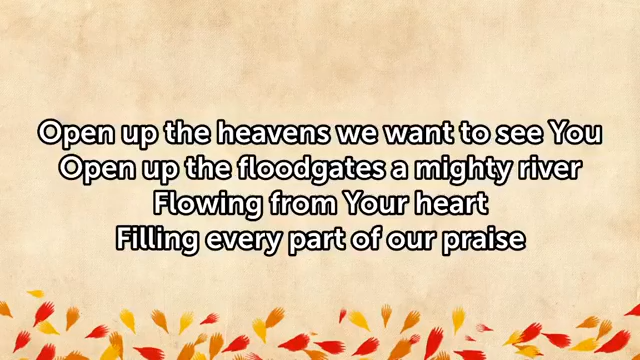 Open up the heavens we want to see You
Open up the floodgates a mighty river
Flowing from Your heart
Filling every part of our praise